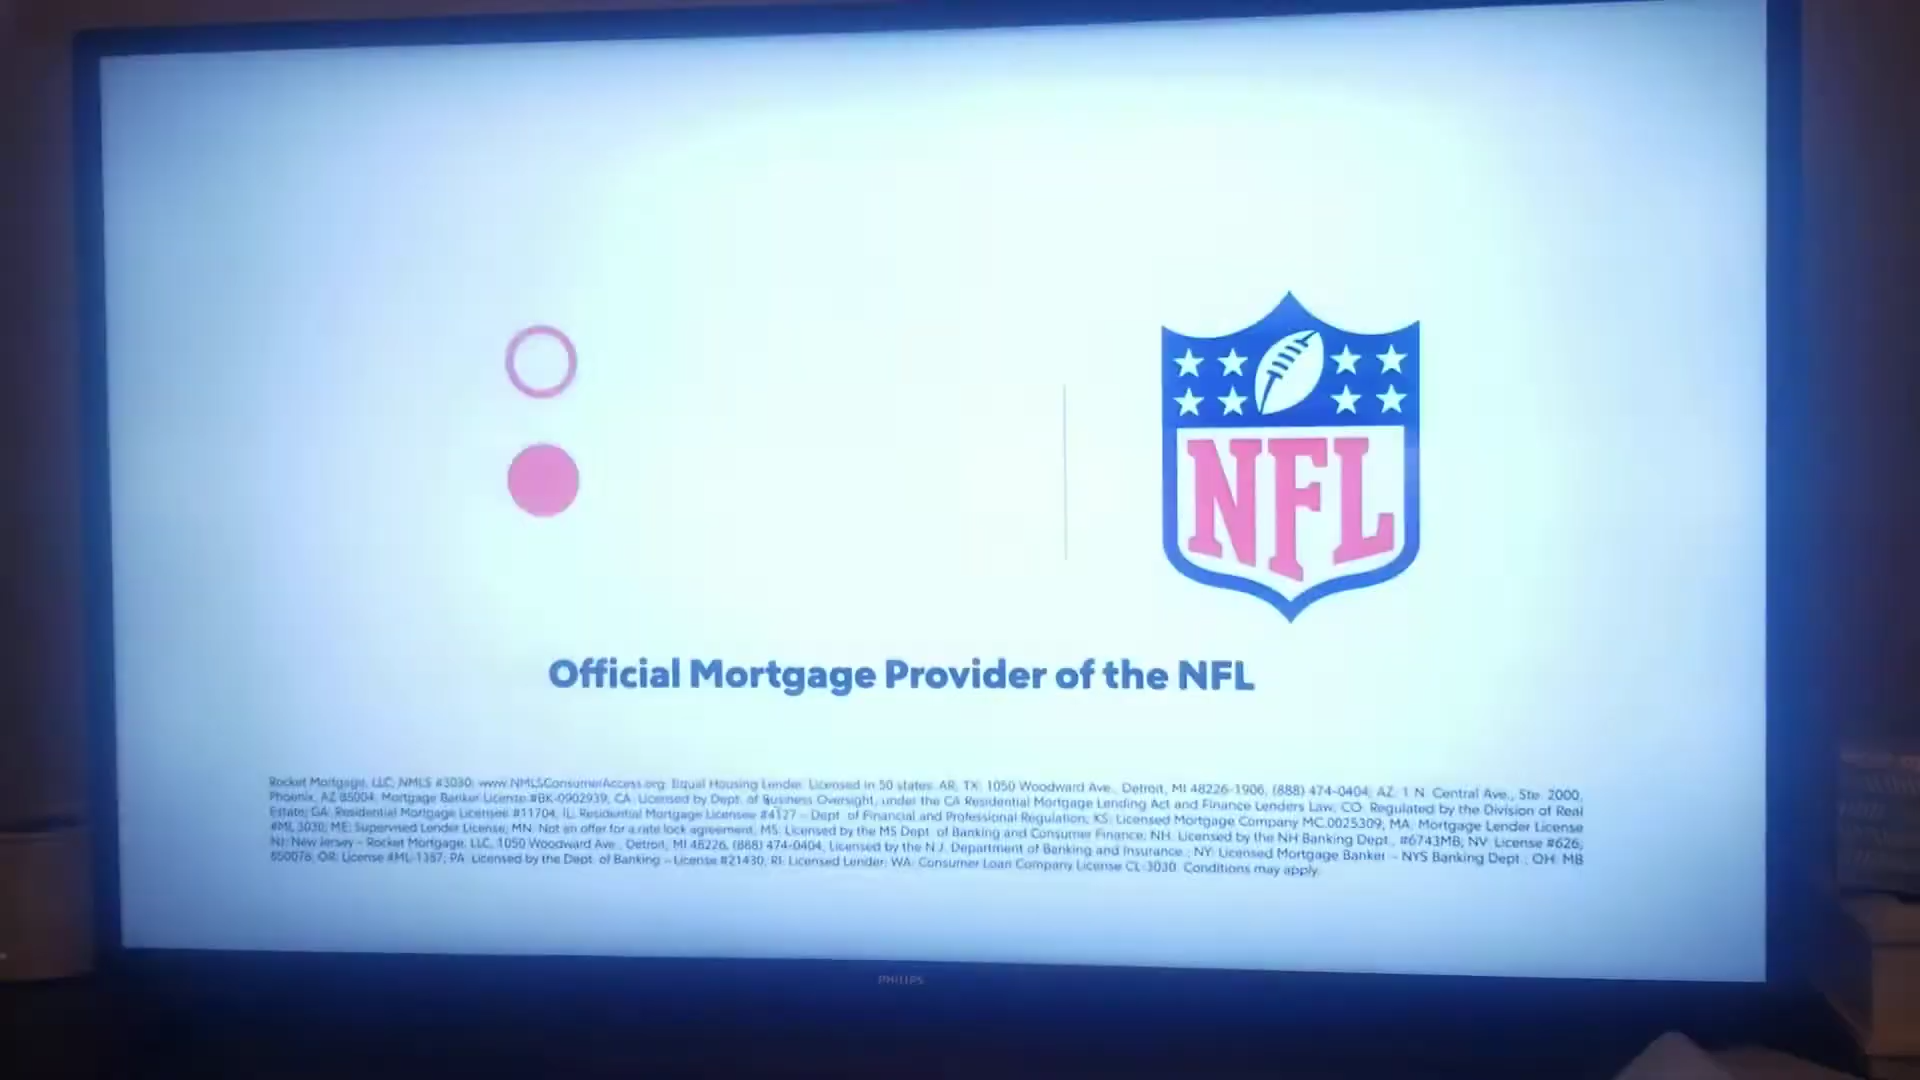 NFL
Official Mortgage Provider of the NFL
Rocket Mortgage, LLC; NMLS #3030; www.NMLSConsumerAccess.org. Equal Housing Lender. Licensed in 50 states. AR, TX: 1050 Woodward Ave., Detroit, MI 48226-1906, (888) 474-0404; AZ: 1 N. Central Ave., Ste. 2000,
Phoenix, AZ 85004, Mortgage Banker License #BK-0902939; CA: Licensed by Dept. of Business Oversight, under the CA Residential Mortgage Lending Act and Finance Lenders Law; CO: Regulated by the Division of Real
Estate; GA: Residential Mortgage Licensee #11704; IL: Residential Mortgage Licensee #4127 – Dept. of Financial and Professional Regulation; KS: Licensed Mortgage Company MC.0025309; MA: Mortgage Lender License
#ML 3030; ME: Supervised Lender License; MN: Not an offer for a rate lock agreement; MS: Licensed by the MS Dept. of Banking and Consumer Finance; NH: Licensed by the NH Banking Dept., #6743MB; NV: License #626;
NJ: New Jersey – Rocket Mortgage, LLC, 1050 Woodward Ave., Detroit, MI 48226, (888) 474-0404, Licensed by the N.J. Department of Banking and Insurance.; NY: Licensed Mortgage Banker – NYS Banking Dept.; OH: MB
850076; OR: License #ML-1387; PA: Licensed by the Dept. of Banking – License #21430; RI: Licensed Lender; WA: Consumer Loan Company License CL-3030. Conditions may apply.
PHILIPS